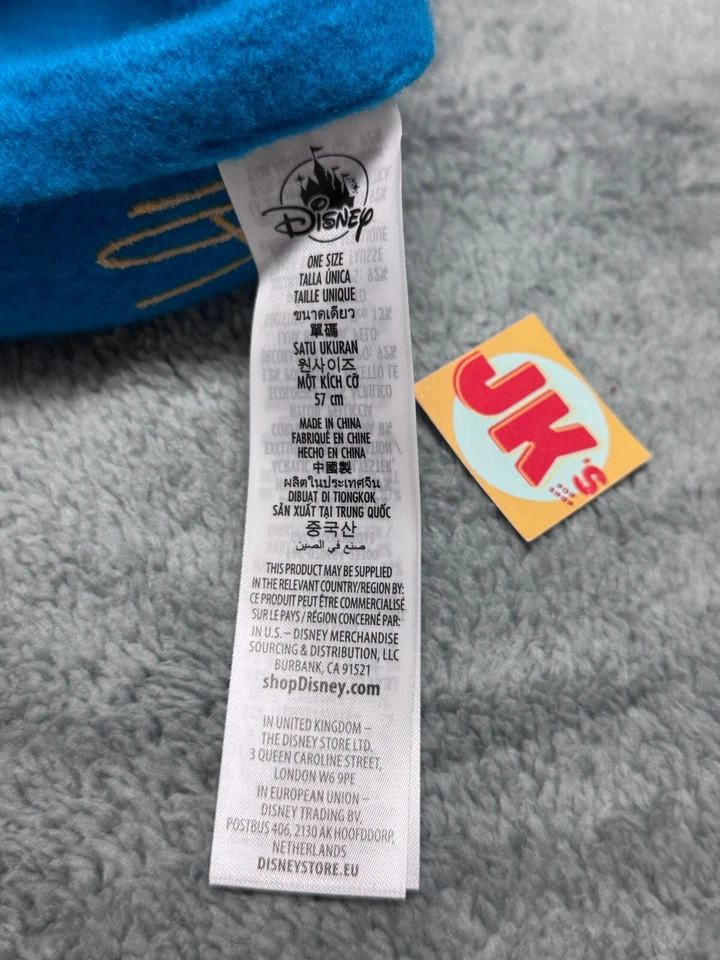 DISNEY
ONE SIZE
TALLA ÚNICA
TAILLE UNIQUE
ขนาดเดียว
單碼
SATU UKURAN
원사이즈
MỘT KÍCH CỠ
57 cm
MADE IN CHINA
FABRIQUÉ EN CHINE
HECHO EN CHINA
中國製
ผลิตในประเทศจีน
DIBUAT DI TIONGKOK
SẢN XUẤT TẠI TRUNG QUỐC
중국산
صنع في الصين
THIS PRODUCT MAY BE SUPPLIED
IN THE RELEVANT COUNTRY/REGION BY:
CE PRODUIT PEUT ÊTRE COMMERCIALISÉ
SUR LE PAYS / RÉGION CONCERNÉ PAR:
IN U.S. – DISNEY MERCHANDISE
SOURCING & DISTRIBUTION, LLC
BURBANK, CA 91521
shopDisney.com
IN UNITED KINGDOM –
THE DISNEY STORE LTD.
3 QUEEN CAROLINE STREET,
LONDON W6 9PE
IN EUROPEAN UNION –
DISNEY TRADING BV,
POSTBUS 406, 2130 AK HOOFDDORP,
NETHERLANDS
DISNEYSTORE.EU
JK's
POP
SHOP